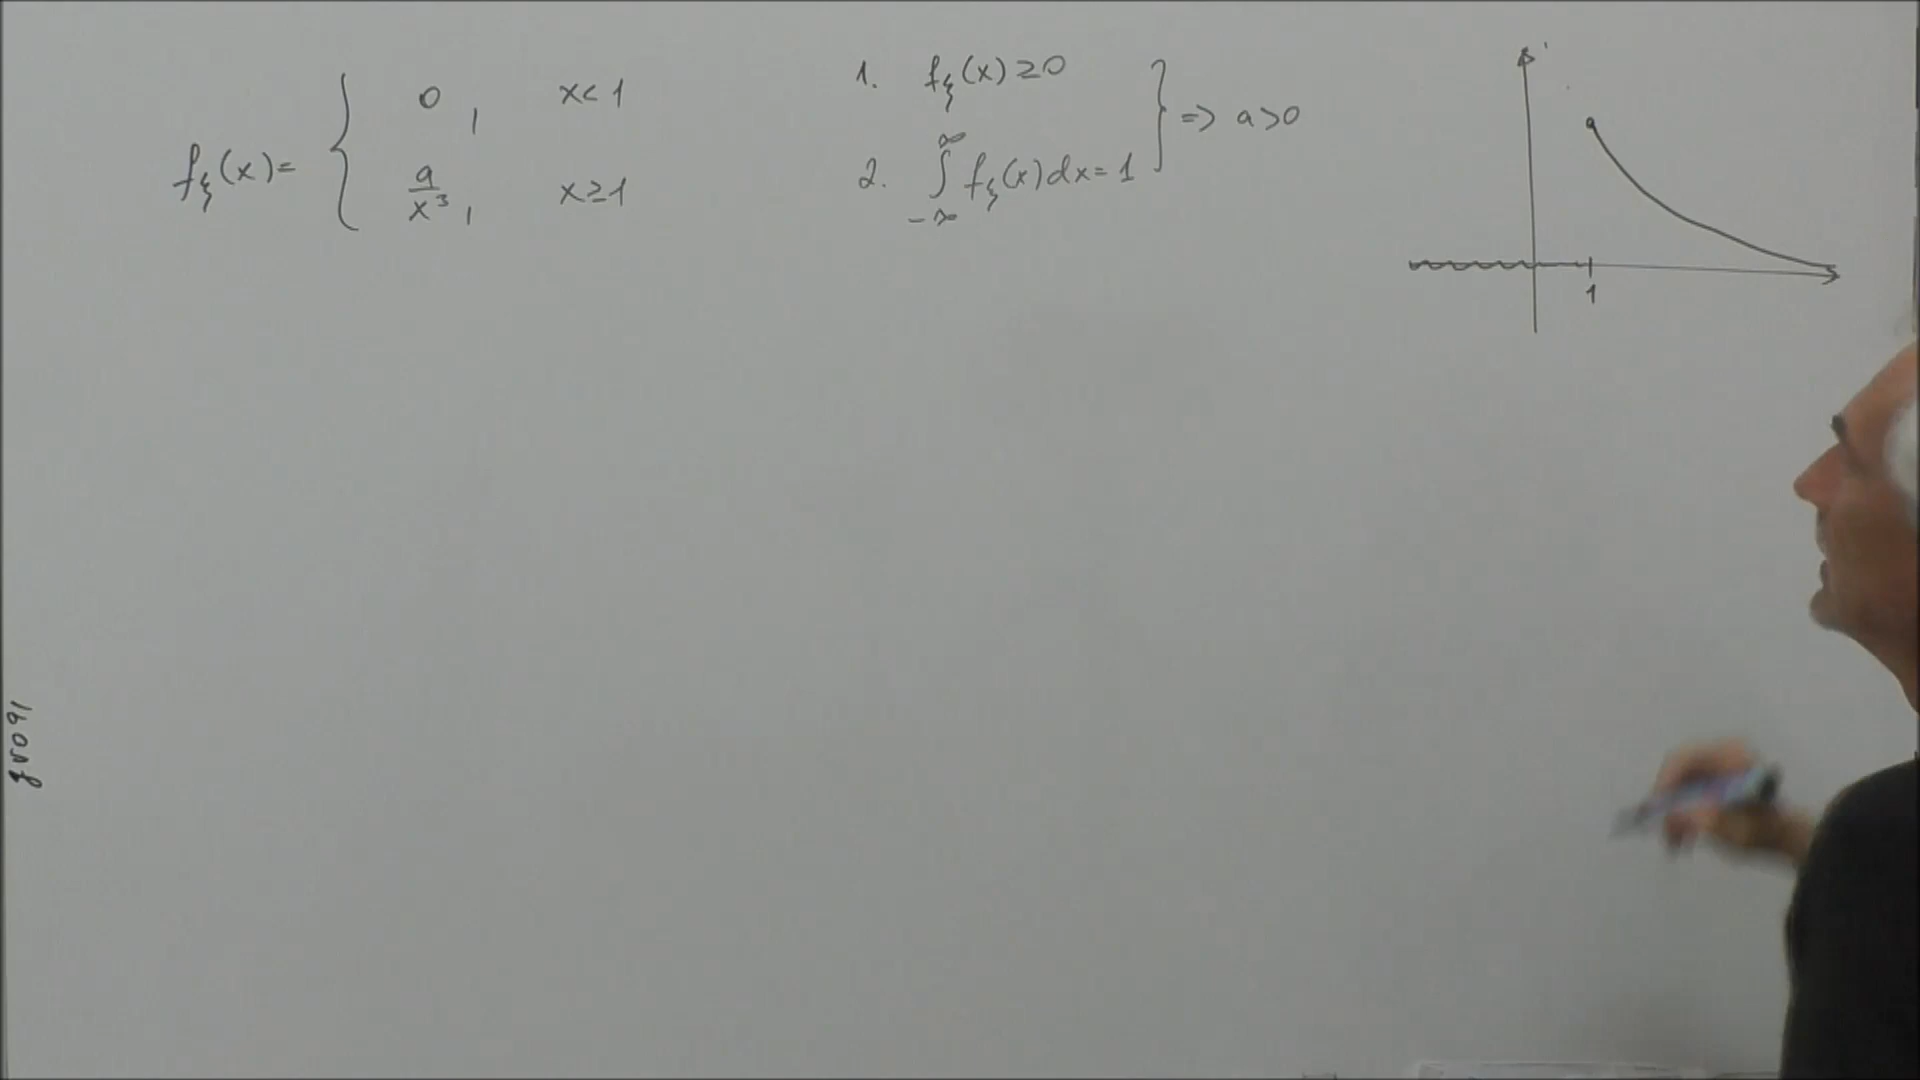 f_ξ(x) = { 0, x < 1
a/x³, x ≥ 1
1. f_ξ(x) ≥ 0
2. ∫_{-∞}^{∞} f_ξ(x)dx = 1 } => a > 0
1